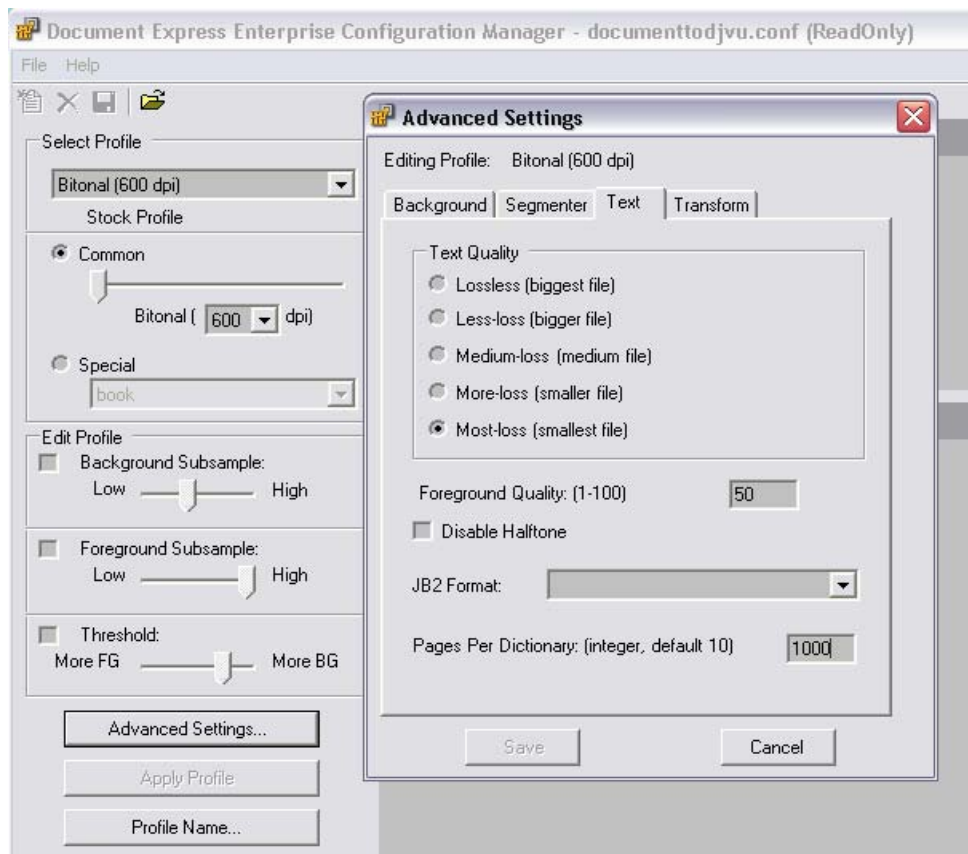 Document Express Enterprise Configuration Manager - documenttodjvu.conf (ReadOnly)
File Help
Select Profile
Bitonal (600 dpi)
Stock Profile
Common
Bitonal ( 600 dpi)
Special
book
Edit Profile
Background Subsample:
Low High
Foreground Subsample:
Low High
Threshold:
More FG More BG
Advanced Settings...
Apply Profile
Profile Name...
Advanced Settings
Editing Profile: Bitonal (600 dpi)
Background Segmenter Text Transform
Text Quality
Lossless (biggest file)
Less-loss (bigger file)
Medium-loss (medium file)
More-loss (smaller file)
Most-loss (smallest file)
Foreground Quality: (1-100) 50
Disable Halftone
JB2 Format:
Pages Per Dictionary: (integer, default 10) 1000
Save Cancel